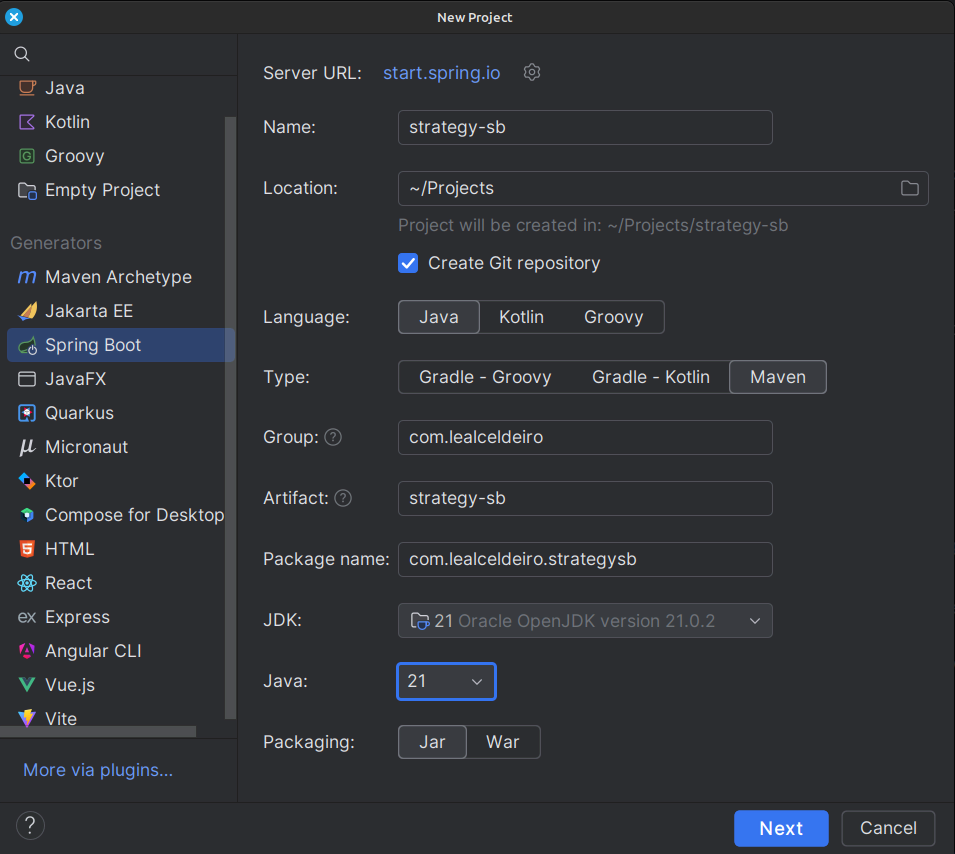 New Project
Java
Kotlin
Groovy
Empty Project
Generators
Maven Archetype
Jakarta EE
Spring Boot
JavaFX
Quarkus
Micronaut
Ktor
Compose for Desktop
HTML
React
Express
Angular CLI
Vue.js
Vite
More via plugins...
Server URL: start.spring.io
Name: strategy-sb
Location: ~/Projects
Project will be created in: ~/Projects/strategy-sb
Create Git repository
Language: Java Kotlin Groovy
Type: Gradle - Groovy Gradle - Kotlin Maven
Group: ? com.lealceldeiro
Artifact: ? strategy-sb
Package name: com.lealceldeiro.strategysb
JDK: 21 Oracle OpenJDK version 21.0.2
Java: 21
Packaging: Jar War
? Next Cancel